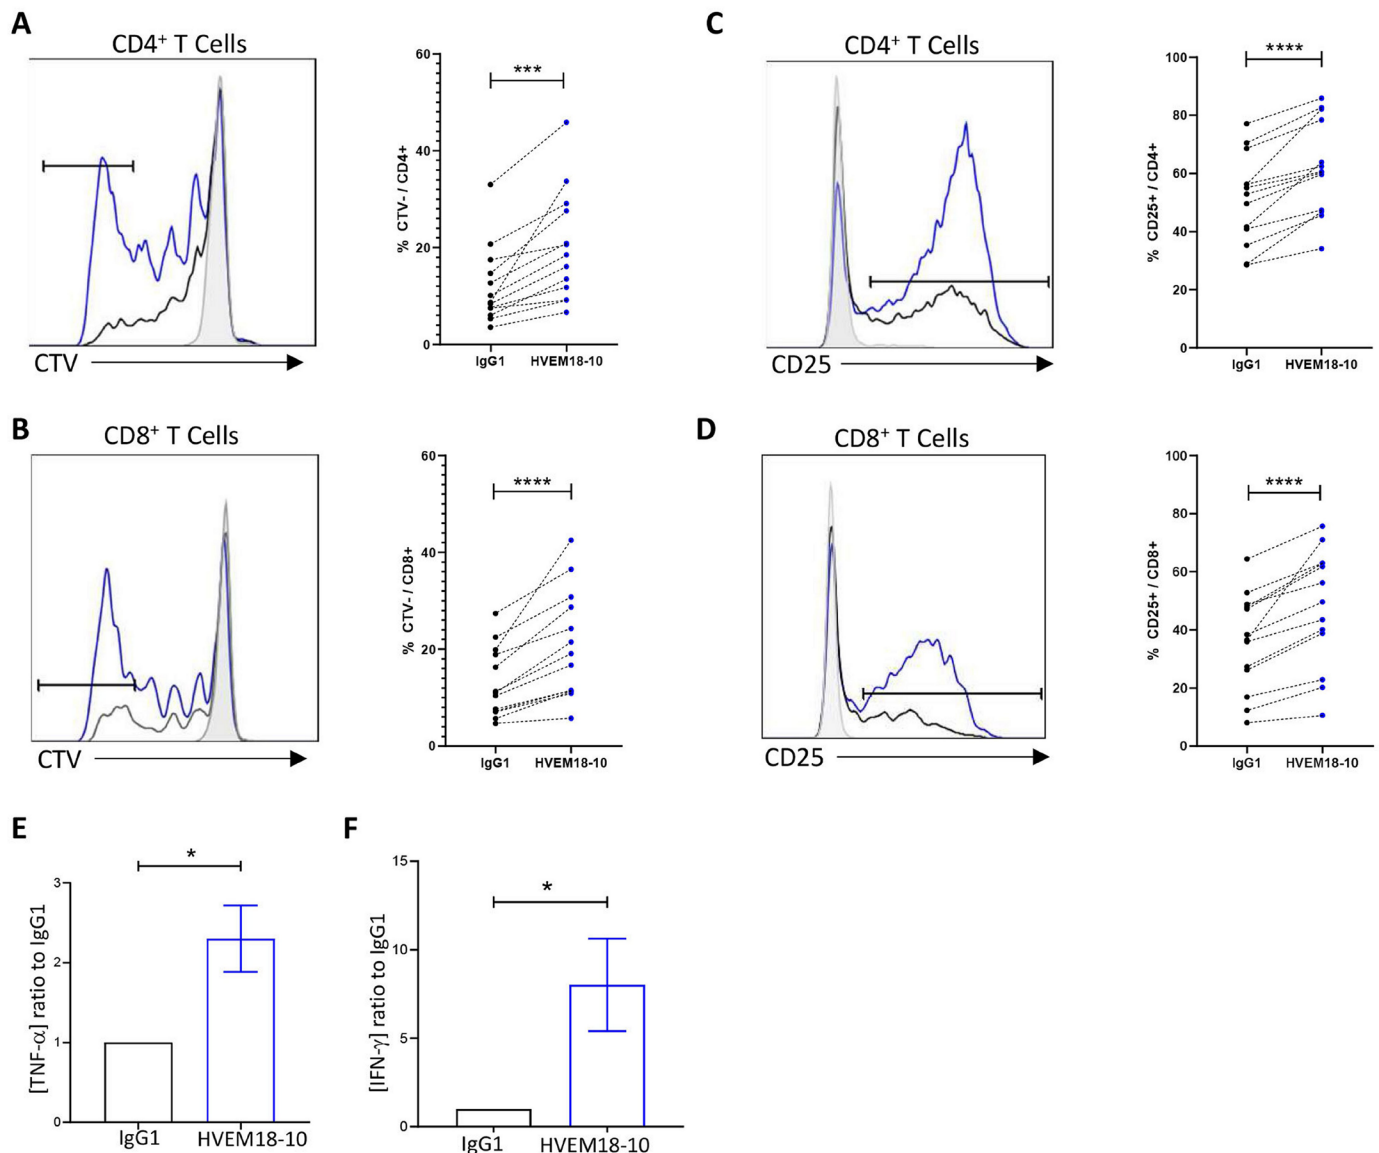 A
CD4⁺ T Cells
CTV
% CTV- / CD4+
60
40
20
0
***
IgG1
HVEM18-10
C
CD4⁺ T Cells
CD25
% CD25+ / CD4+
100
80
60
40
20
0
****
IgG1
HVEM18-10
B
CD8⁺ T Cells
CTV
% CTV- / CD8+
60
40
20
0
****
IgG1
HVEM18-10
D
CD8⁺ T Cells
CD25
% CD25+ / CD8+
100
80
60
40
20
0
****
IgG1
HVEM18-10
E
[TNF-α] ratio to IgG1
3
2
1
0
*
IgG1
HVEM18-10
F
[IFN-γ] ratio to IgG1
15
10
5
0
*
IgG1
HVEM18-10